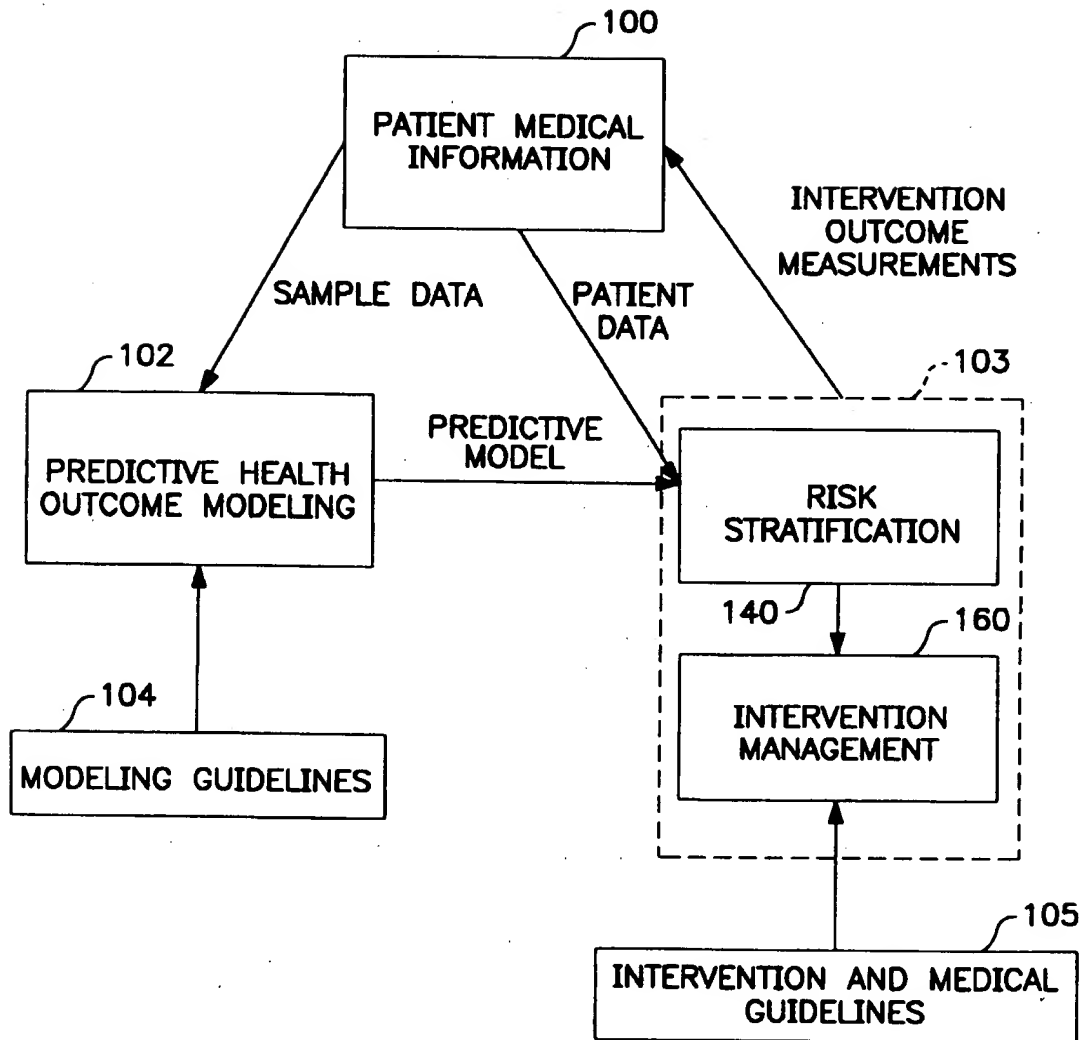 100
PATIENT MEDICAL
INFORMATION
INTERVENTION
OUTCOME
MEASUREMENTS
SAMPLE DATA
PATIENT
DATA
102
103
PREDICTIVE
MODEL
PREDICTIVE HEALTH
OUTCOME MODELING
RISK
STRATIFICATION
140
160
104
MODELING GUIDELINES
INTERVENTION
MANAGEMENT
105
INTERVENTION AND MEDICAL
GUIDELINES